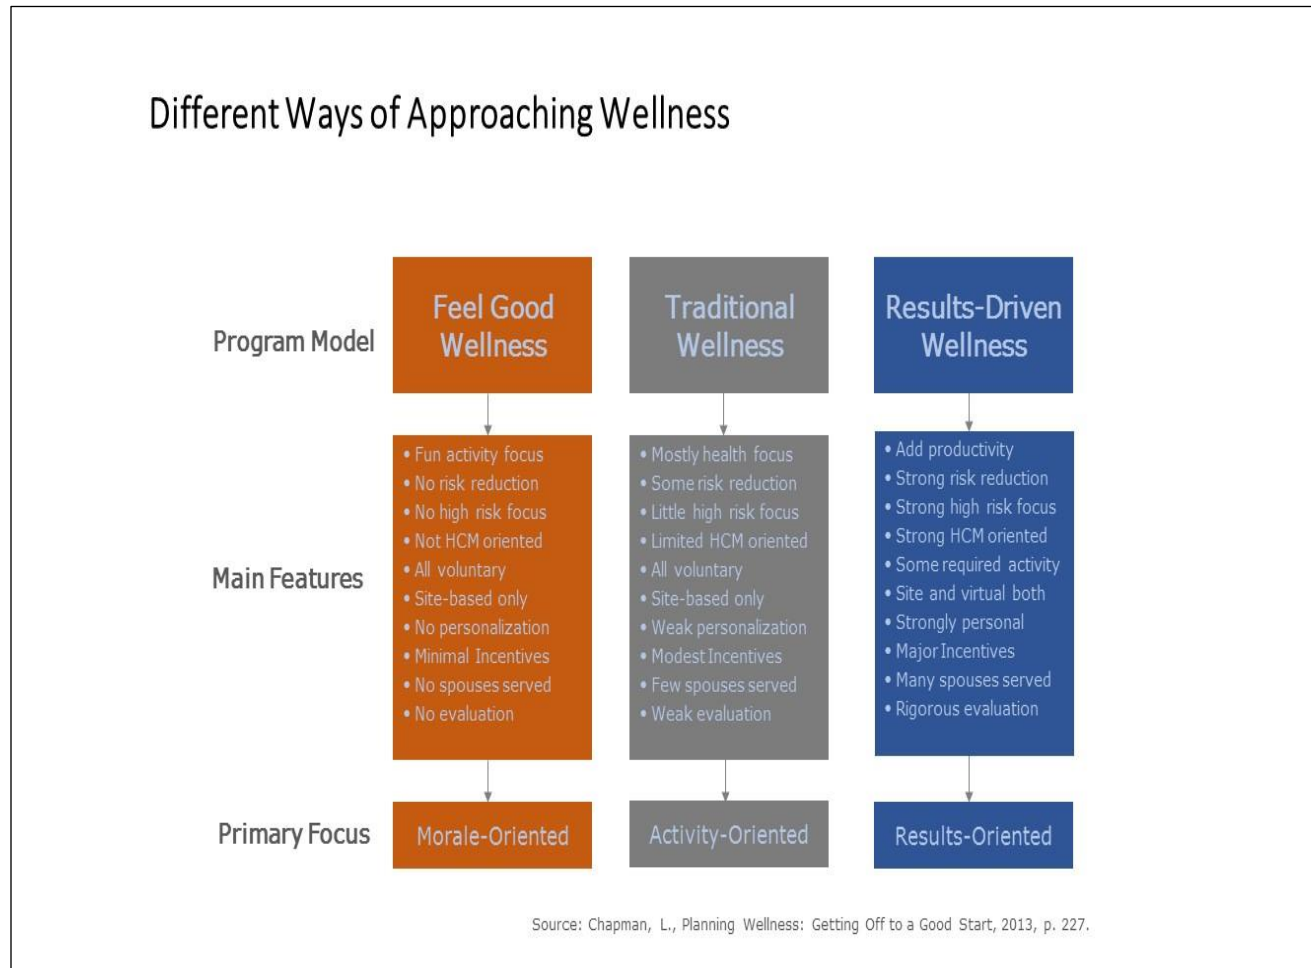 Different Ways of Approaching Wellness
Program Model
Feel Good
Wellness
Traditional
Wellness
Results-Driven
Wellness
Main Features
• Fun activity focus
• No risk reduction
• No high risk focus
• Not HCM oriented
• All voluntary
• Site-based only
• No personalization
• Minimal Incentives
• No spouses served
• No evaluation
• Mostly health focus
• Some risk reduction
• Little high risk focus
• Limited HCM oriented
• All voluntary
• Site-based only
• Weak personalization
• Modest Incentives
• Few spouses served
• Weak evaluation
• Add productivity
• Strong risk reduction
• Strong high risk focus
• Strong HCM oriented
• Some required activity
• Site and virtual both
• Strongly personal
• Major Incentives
• Many spouses served
• Rigorous evaluation
Primary Focus
Morale-Oriented
Activity-Oriented
Results-Oriented
Source: Chapman, L., Planning Wellness: Getting Off to a Good Start, 2013, p. 227.